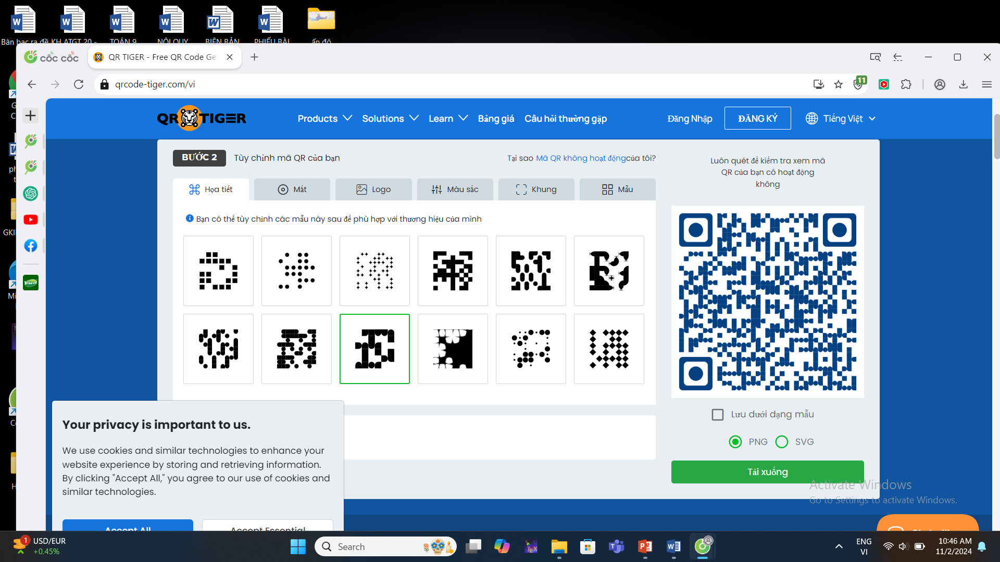 Bàn bạc ra đề KH ATGT 20 - TOÁN 9 NỘI QUY BIÊN BẢN PHIẾU BÀI ấn độ
cốc cốc QR TIGER - Free QR Code Ge
qrcode-tiger.com/vi
11
QR TIGER Products Solutions Learn Bảng giá Câu hỏi thường gặp Đăng Nhập ĐĂNG KÝ Tiếng Việt
BƯỚC 2 Tùy chỉnh mã QR của bạn Tại sao Mã QR không hoạt động của tôi?
Luôn quét để kiểm tra xem mã
QR của bạn có hoạt động
không
Họa tiết Mắt Logo Màu sắc Khung Mẫu
Bạn có thể tùy chỉnh các mẫu này sau để phù hợp với thương hiệu của mình
Lưu dưới dạng mẫu
PNG SVG
Tải xuống
Your privacy is important to us.
We use cookies and similar technologies to enhance your
website experience by storing and retrieving information.
By clicking "Accept All," you agree to our use of cookies and
similar technologies.
Accept All Accept Essential
Activate Windows
Go to Settings to activate Windows.
1 USD/EUR
+0.45%
Search
ENG
VI
10:46 AM
11/2/2024